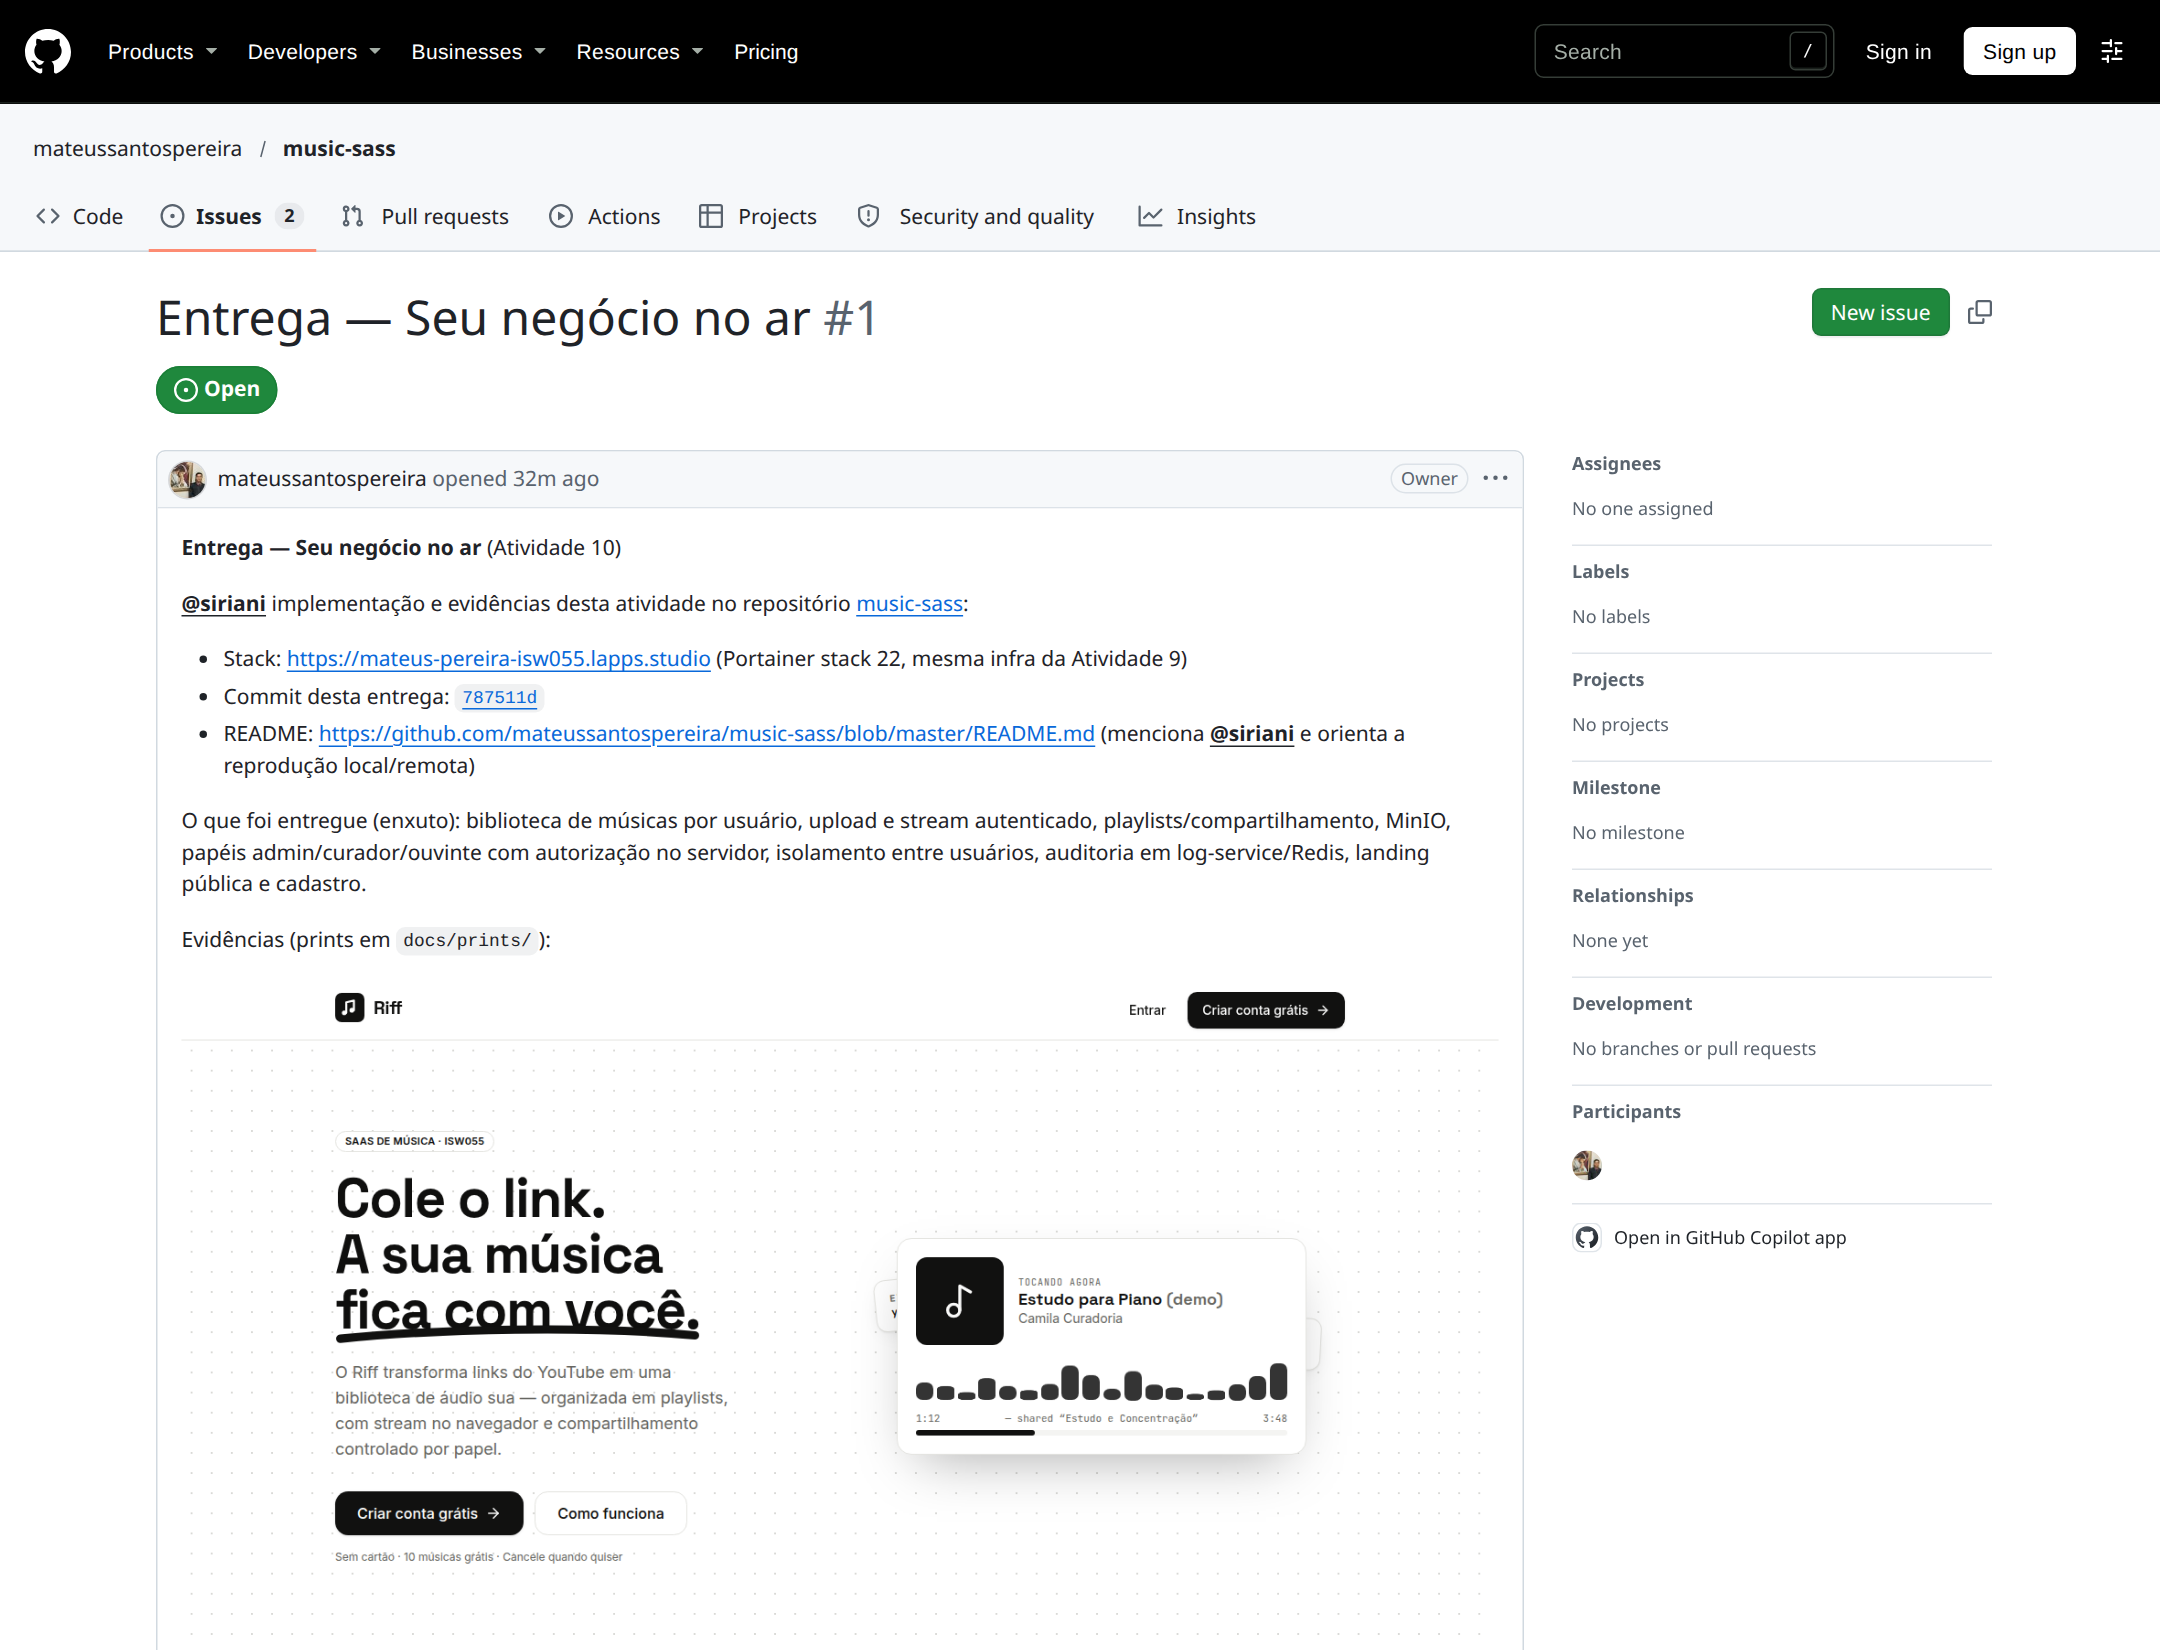 Products Developers Businesses Resources Pricing Search / Sign in Sign up
mateussantospereira / music-sass
Code Issues 2 Pull requests Actions Projects Security and quality Insights
Entrega — Seu negócio no ar #1
New issue
Open
mateussantospereira opened 32m ago Owner
Entrega — Seu negócio no ar (Atividade 10)
@siriani implementação e evidências desta atividade no repositório music-sass:
Stack: https://mateus-pereira-isw055.lapps.studio (Portainer stack 22, mesma infra da Atividade 9)
Commit desta entrega: 787511d
README: https://github.com/mateussantospereira/music-sass/blob/master/README.md (menciona @siriani e orienta a
reprodução local/remota)
O que foi entregue (enxuto): biblioteca de músicas por usuário, upload e stream autenticado, playlists/compartilhamento, MinIO,
papéis admin/curador/ouvinte com autorização no servidor, isolamento entre usuários, auditoria em log-service/Redis, landing
pública e cadastro.
Evidências (prints em docs/prints/ ):
Riff
Entrar Criar conta grátis →
SAAS DE MÚSICA · ISW055
Cole o link.
A sua música
fica com você.
O Riff transforma links do YouTube em uma
biblioteca de áudio sua — organizada em playlists,
com stream no navegador e compartilhamento
controlado por papel.
Criar conta grátis → Como funciona
Sem cartão · 10 músicas grátis · Cancele quando quiser
TOCANDO AGORA
Estudo para Piano (demo)
Camila Curadoria
1:12 — shared “Estudo e Concentração” 3:48
Assignees
No one assigned
Labels
No labels
Projects
No projects
Milestone
No milestone
Relationships
None yet
Development
No branches or pull requests
Participants
Open in GitHub Copilot app